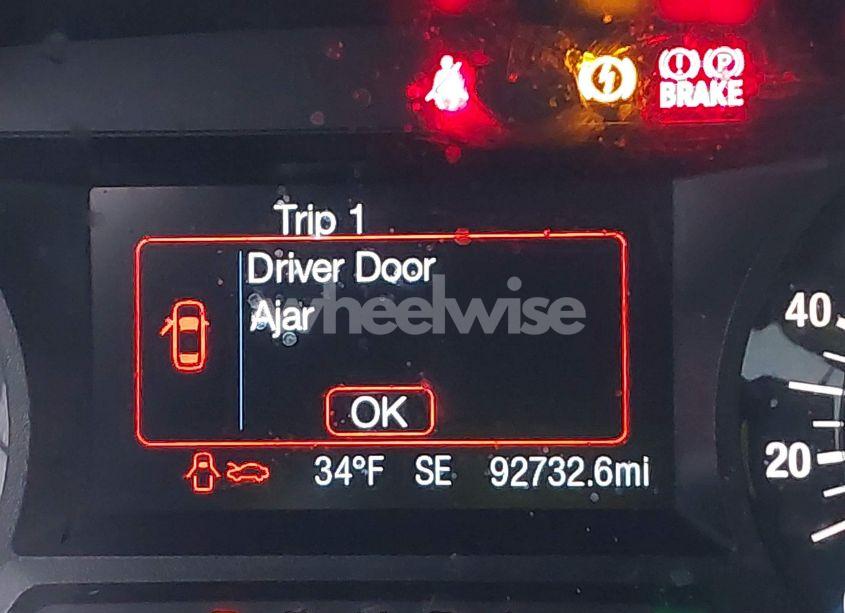 BRAKE
Trip 1
Driver Door
Ajar
wheelwise
OK
34°F SE 92732.6mi
40
20